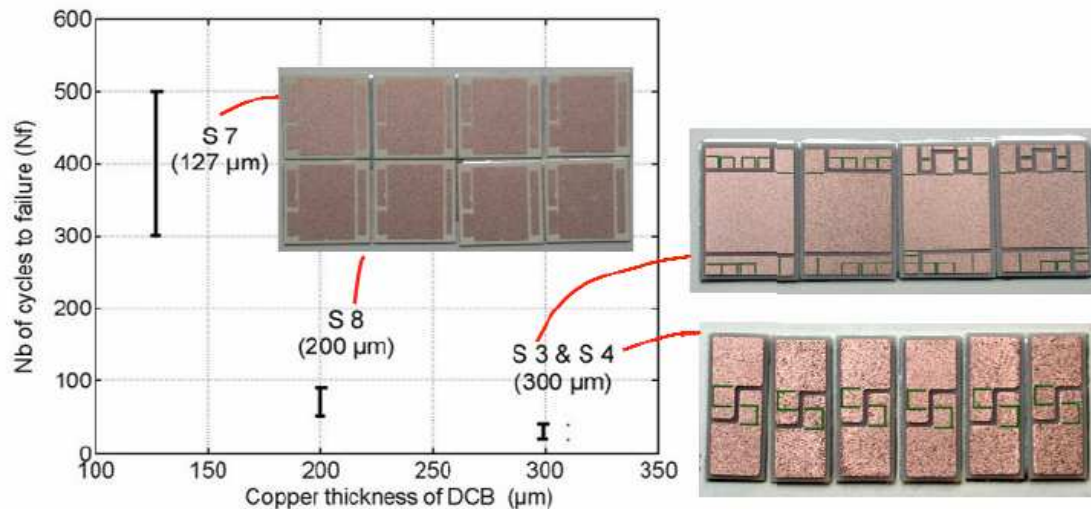 600
500
400
300
200
100
0
Nb of cycles to failure (Nf)
S 7
(127 µm)
S 8
(200 µm)
S 3 & S 4
(300 µm)
100
150
200
250
300
350
Copper thickness of DCB (µm)